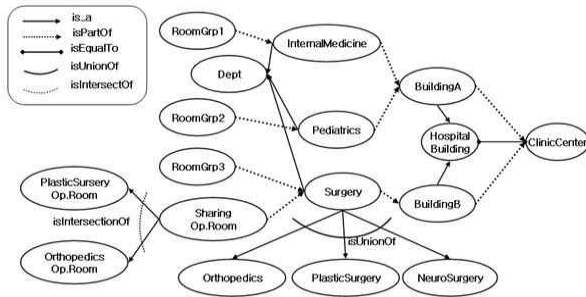 is_a
isPartOf
isEqualTo
isUnionOf
isIntersectOf
RoomGrp1
InternalMedicine
Dept
BuildingA
RoomGrp2
Pediatrics
Hospital
Building
ClinicCenter
RoomGrp3
PlasticSursery
Op.Room
Surgery
BuildingB
isIntersectionOf
Sharing
Op.Room
isUnionOf
Orthopedics
Op.Room
Orthopedics
PlasticSurgery
NeuroSurgery